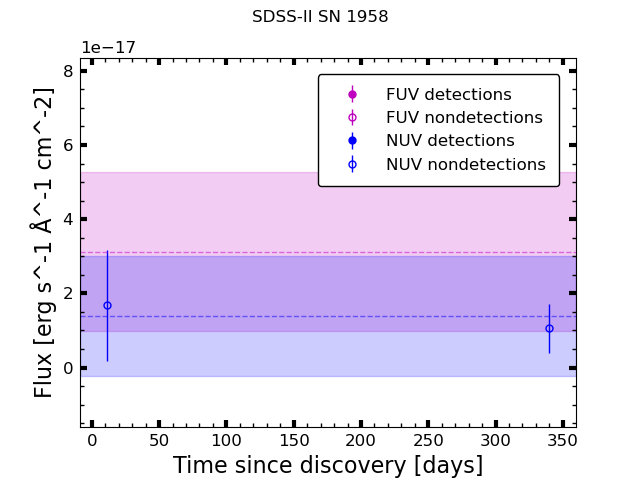 SDSS-II SN 1958
1e−17
8
6
4
2
0
Flux [erg s^-1 Å^-1 cm^-2]
FUV detections
FUV nondetections
NUV detections
NUV nondetections
0 50 100 150 200 250 300 350
Time since discovery [days]